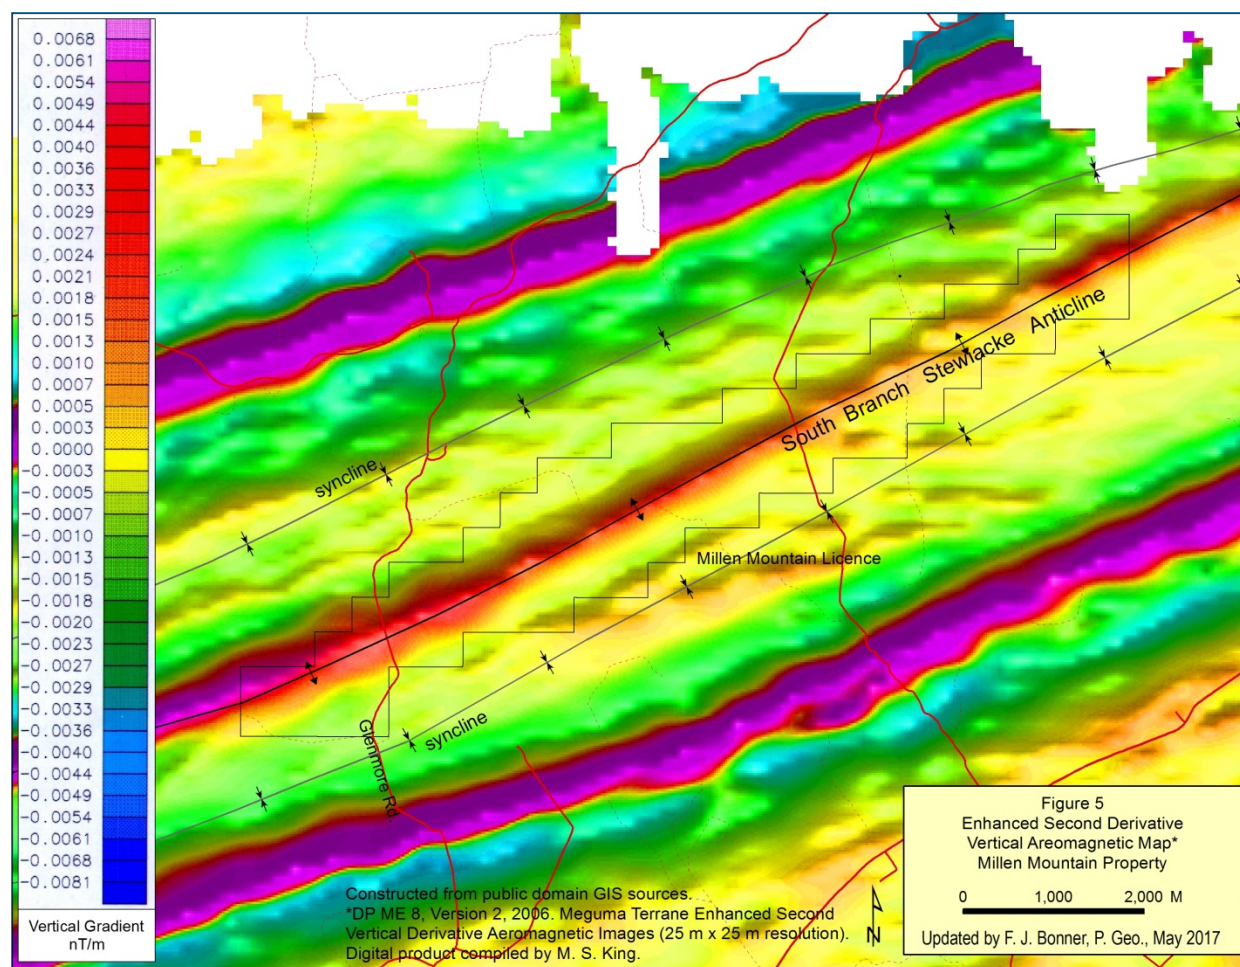 0.0068
0.0061
0.0054
0.0049
0.0044
0.0040
0.0036
0.0033
0.0029
0.0027
0.0024
0.0021
0.0018
0.0015
0.0013
0.0010
0.0007
0.0005
0.0003
0.0000
-0.0003
-0.0005
-0.0007
-0.0010
-0.0013
-0.0015
-0.0018
-0.0020
-0.0023
-0.0027
-0.0029
-0.0033
-0.0036
-0.0040
-0.0044
-0.0049
-0.0054
-0.0061
-0.0068
-0.0081
Vertical Gradient
nT/m
South Branch Stewiacke Anticline
syncline
Millen Mountain Licence
syncline
Glenmore Rd.
Constructed from public domain GIS sources.
*DP ME 8, Version 2, 2006. Meguma Terrane Enhanced Second
Vertical Derivative Aeromagnetic Images (25 m x 25 m resolution).
Digital product compiled by M. S. King.
N
Figure 5
Enhanced Second Derivative
Vertical Areomagnetic Map*
Millen Mountain Property
0 1,000 2,000 M
Updated by F. J. Bonner, P. Geo., May 2017